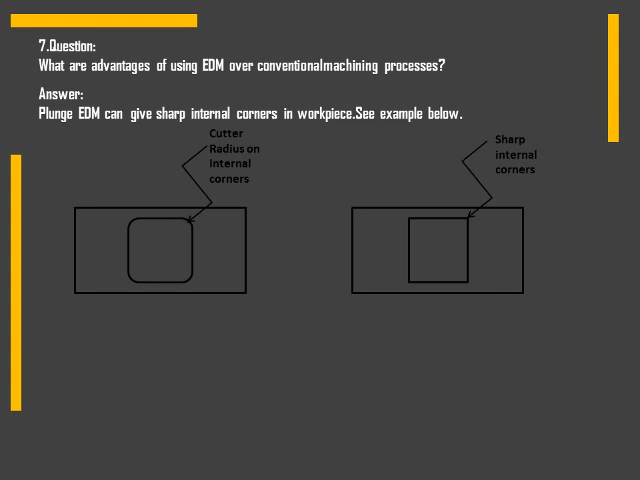 7.Question:
What are advantages of using EDM over conventionalmachining processes?
Answer:
Plunge EDM can give sharp internal corners in workpiece.See example below.
Cutter
Radius on
internal
corners
Sharp
internal
corners